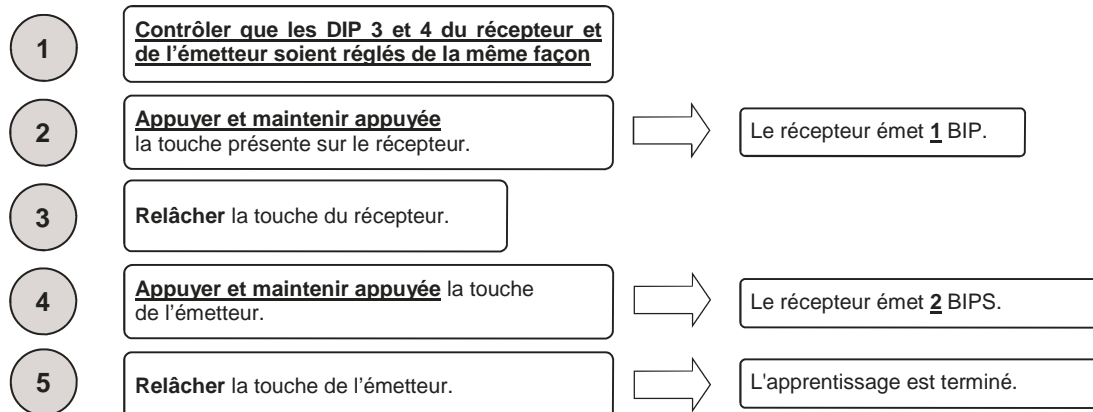 1
Contrôler que les DIP 3 et 4 du récepteur et
de l’émetteur soient réglés de la même façon
2
Appuyer et maintenir appuyée
la touche présente sur le récepteur.
Le récepteur émet 1 BIP.
3
Relâcher la touche du récepteur.
4
Appuyer et maintenir appuyée la touche
de l’émetteur.
Le récepteur émet 2 BIPS.
5
Relâcher la touche de l’émetteur.
L'apprentissage est terminé.